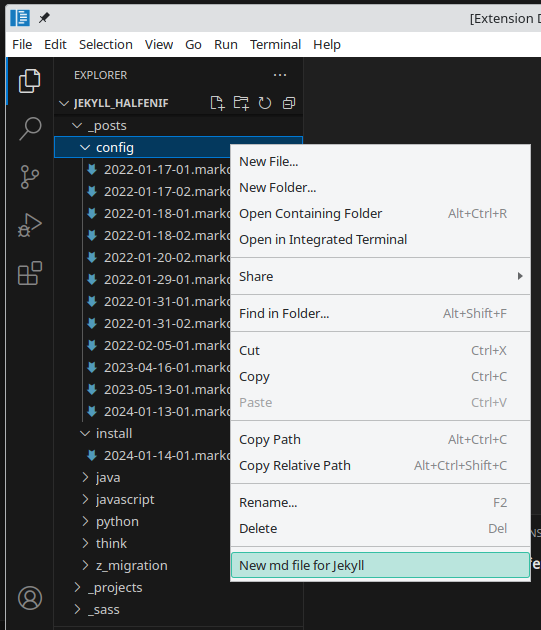 [Extension D
File Edit Selection View Go Run Terminal Help
EXPLORER
JEKYLL_HALFENIF
_posts
config
2022-01-17-01.markd
2022-01-17-02.markd
2022-01-18-01.markd
2022-01-18-02.markd
2022-01-20-02.markd
2022-01-29-01.markd
2022-01-31-01.markd
2022-01-31-02.markd
2022-02-05-01.markd
2023-04-16-01.markd
2023-05-13-01.markd
2024-01-13-01.markd
install
2024-01-14-01.markd
java
javascript
python
think
z_migration
_projects
_sass
New File...
New Folder...
Open Containing Folder Alt+Ctrl+R
Open in Integrated Terminal
Share
Find in Folder... Alt+Shift+F
Cut Ctrl+X
Copy Ctrl+C
Paste Ctrl+V
Copy Path Alt+Ctrl+C
Copy Relative Path Alt+Ctrl+Shift+C
Rename... F2
Delete Del
New md file for Jekyll